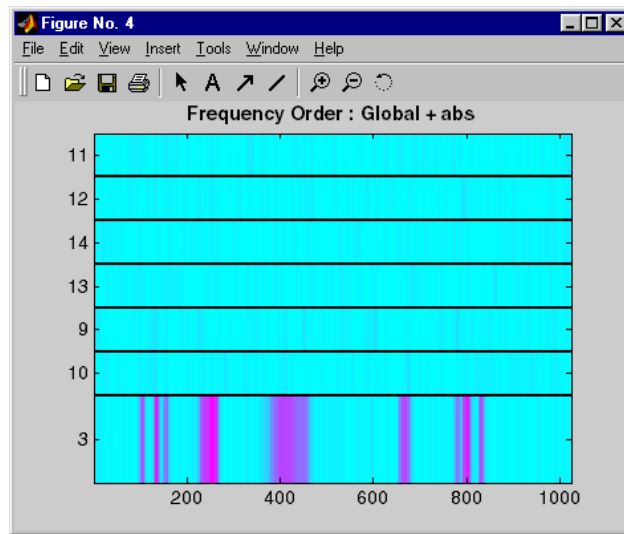 Figure No. 4
File Edit View Insert Tools Window Help
A
Frequency Order : Global + abs
11
12
14
13
9
10
3
200 400 600 800 1000